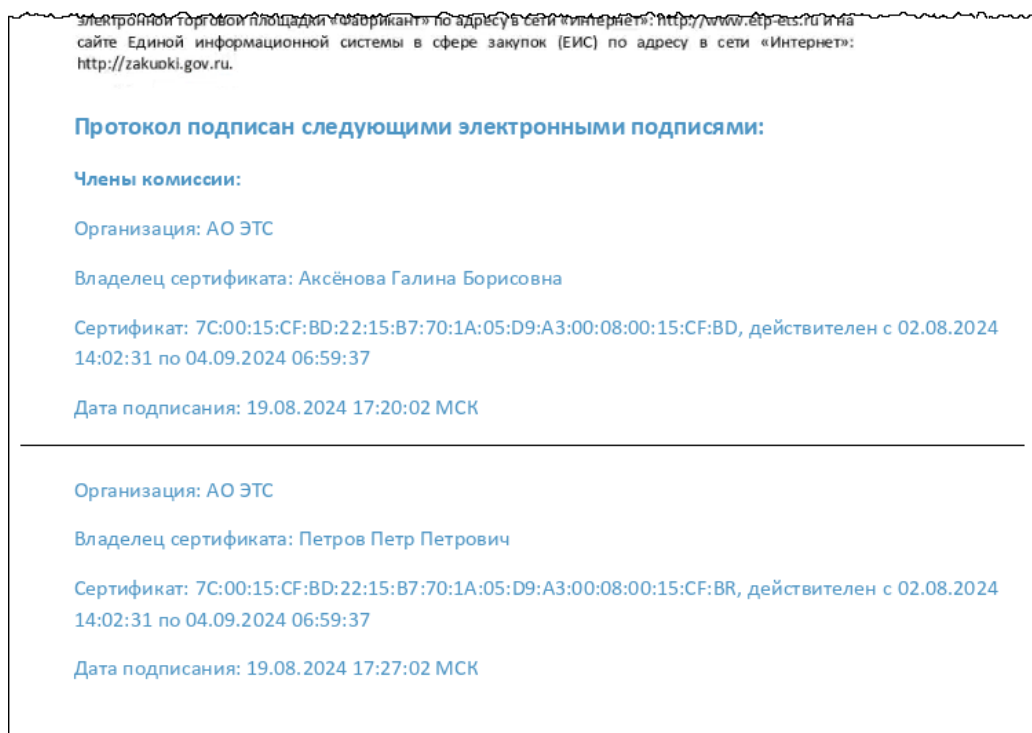 электронной торговой площадки «Фабрикант» по адресу в сети «Интернет»: http://www.etp-ets.ru и на
сайте Единой информационной системы в сфере закупок (ЕИС) по адресу в сети «Интернет»:
http://zakupki.gov.ru.
Протокол подписан следующими электронными подписями:
Члены комиссии:
Организация: АО ЭТС
Владелец сертификата: Аксёнова Галина Борисовна
Сертификат: 7C:00:15:CF:BD:22:15:B7:70:1A:05:D9:A3:00:08:00:15:CF:BD, действителен с 02.08.2024
14:02:31 по 04.09.2024 06:59:37
Дата подписания: 19.08.2024 17:20:02 МСК
Организация: АО ЭТС
Владелец сертификата: Петров Петр Петрович
Сертификат: 7C:00:15:CF:BD:22:15:B7:70:1A:05:D9:A3:00:08:00:15:CF:BR, действителен с 02.08.2024
14:02:31 по 04.09.2024 06:59:37
Дата подписания: 19.08.2024 17:27:02 МСК